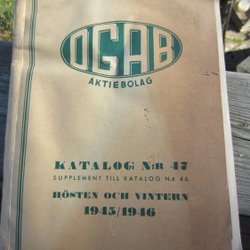 OGAB
AKTIEBOLAG
KATALOG N:R 47
SUPPLEMENT TILL KATALOG N:R 46
HÖSTEN OCH VINTERN
1945/1946